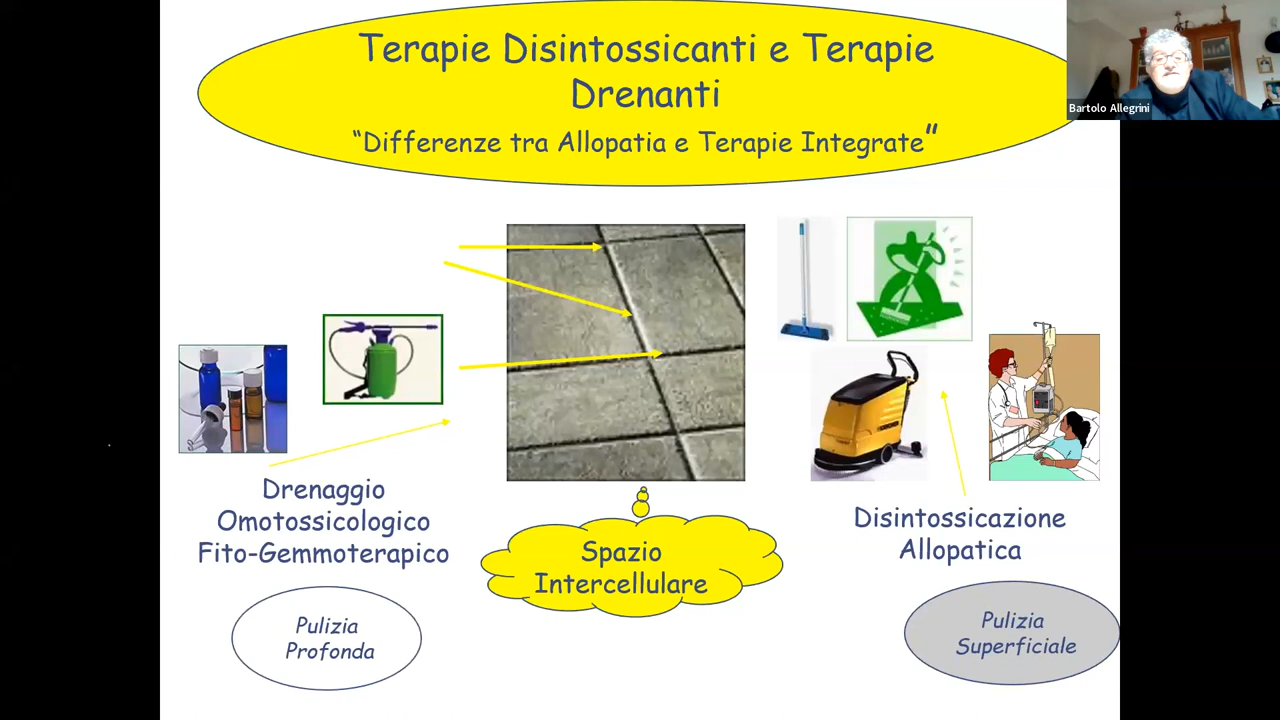 Terapie Disintossicanti e Terapie
Drenanti
“Differenze tra Allopatia e Terapie Integrate”
Bartolo Allegrini
Drenaggio
Omotossicologico
Fito-Gemmoterapico
Pulizia
Profonda
Spazio
Intercellulare
Disintossicazione
Allopatica
Pulizia
Superficiale